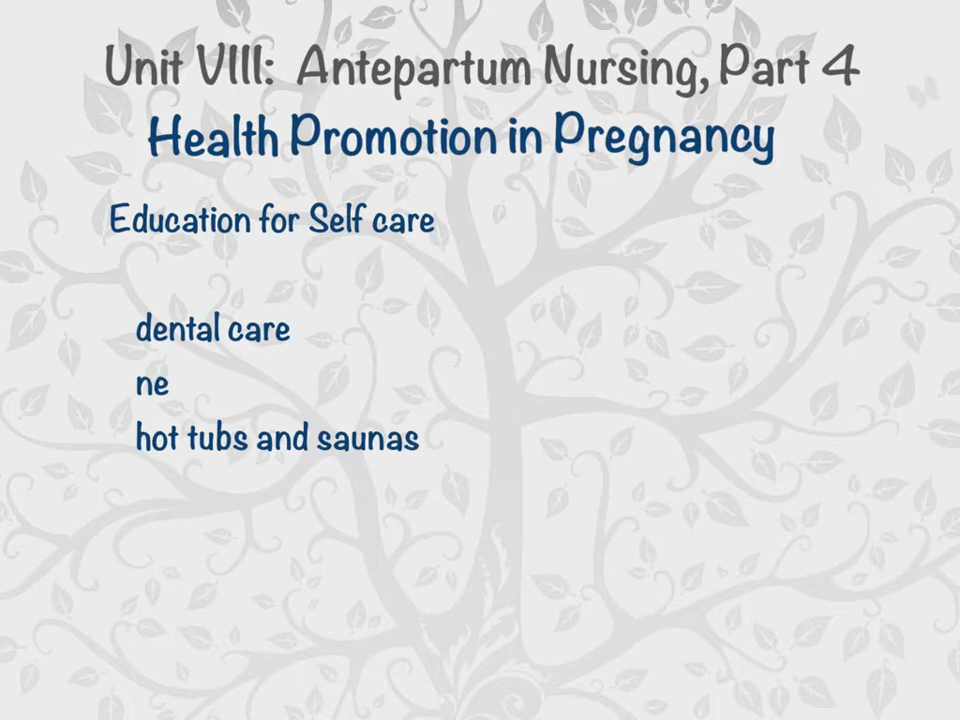 Unit VIII: Antepartum Nursing, Part 4
Health Promotion in Pregnancy
Education for Self care
dental care
ne
hot tubs and saunas